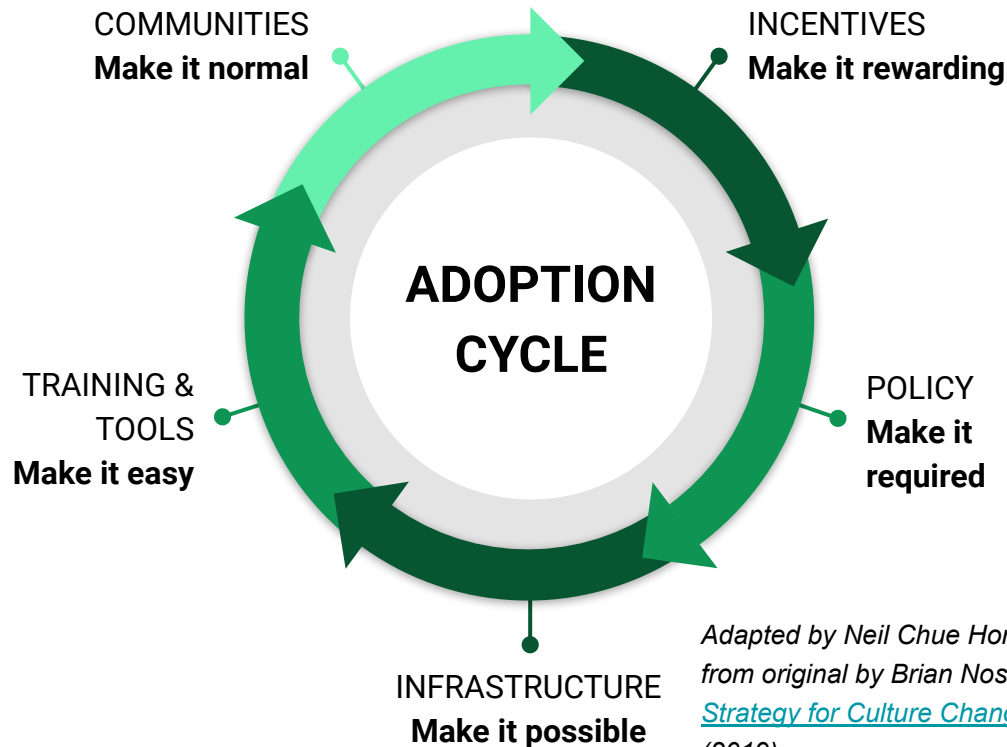 COMMUNITIES
Make it normal
INCENTIVES
Make it rewarding
ADOPTION
CYCLE
TRAINING &
TOOLS
Make it easy
POLICY
Make it
required
INFRASTRUCTURE
Make it possible
Adapted by Neil Chue
from original by Brian
Strategy for Culture